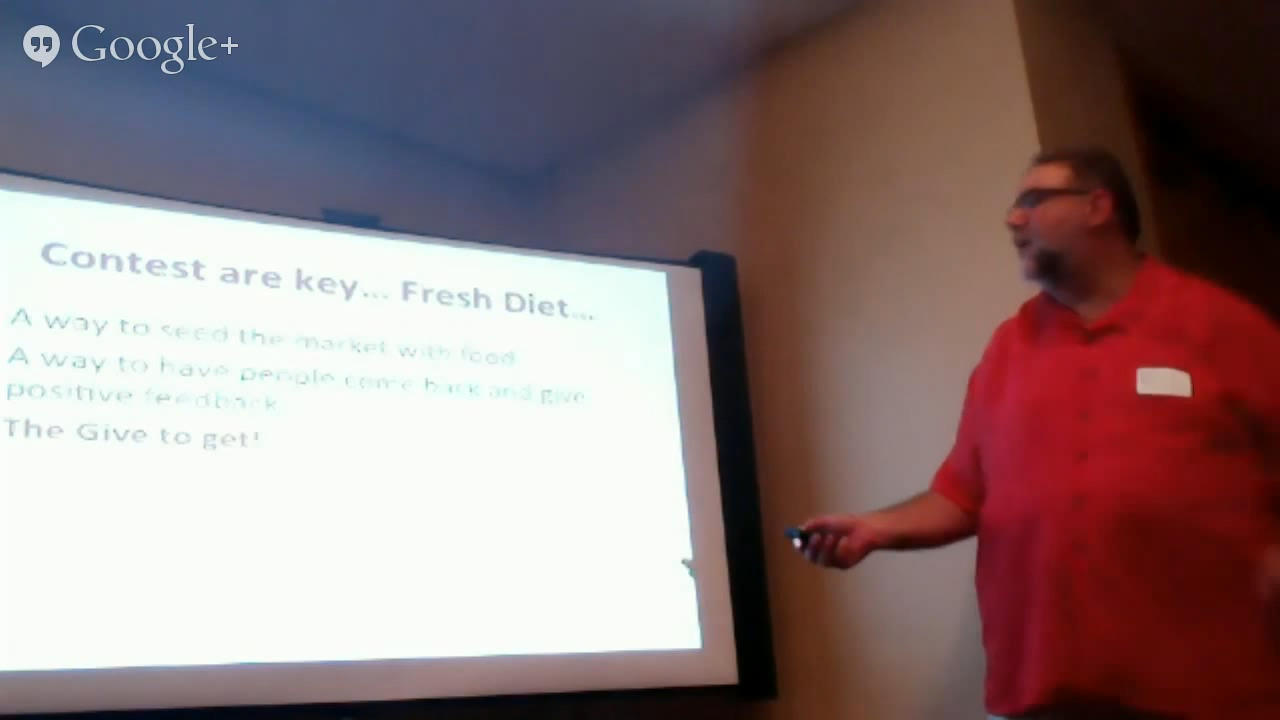 Google+
Contest are key... Fresh Diet...
A way to seed the market with food
A way to have people come back and give
positive feedback
The Give to get!